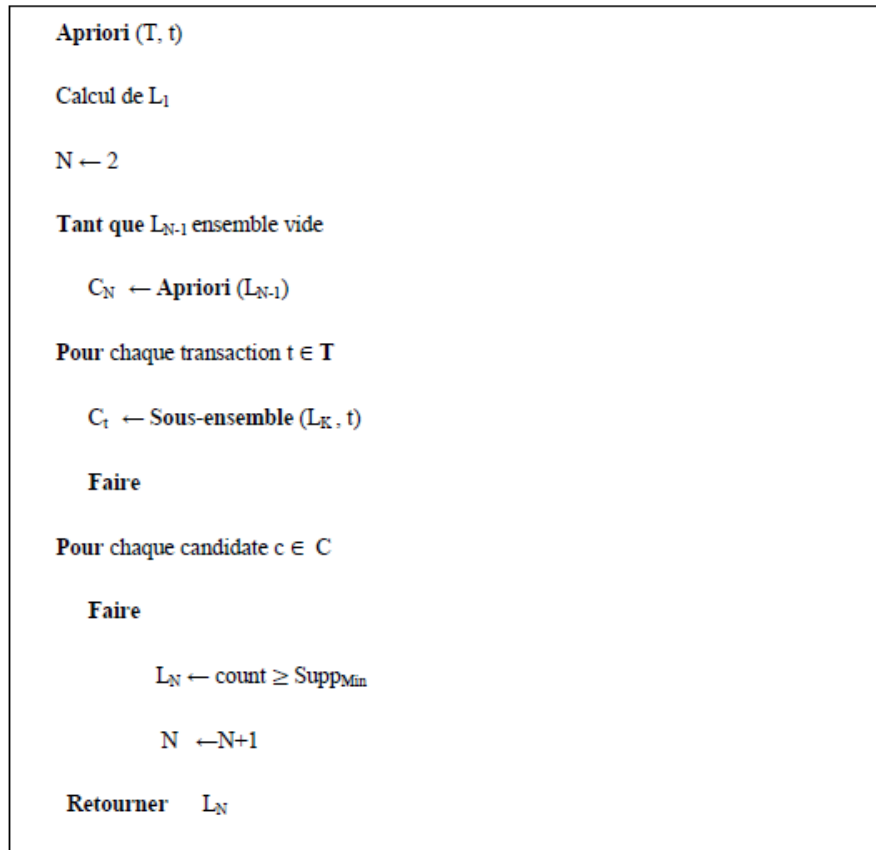 Apriori (T, t)
Calcul de L1
N ← 2
Tant que LN-1 ensemble vide
CN ← Apriori (LN-1)
Pour chaque transaction t ∈ T
Ct ← Sous-ensemble (LK , t)
Faire
Pour chaque candidate c ∈ C
Faire
LN ← count ≥ SuppMin
N ←N+1
Retourner LN